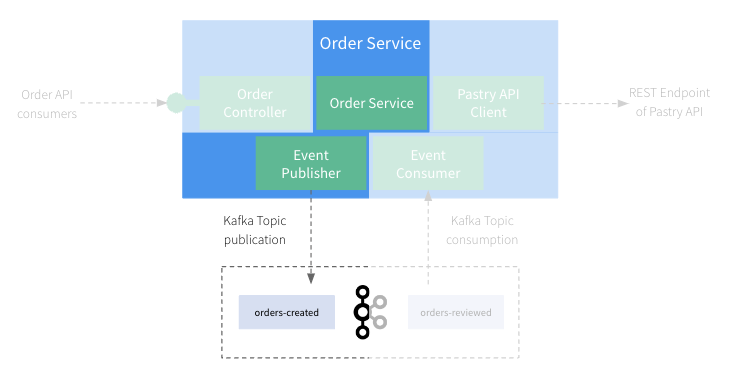 Order Service
Order API
consumers
Order
Controller
Order Service
Pastry API
Client
REST Endpoint
of Pastry API
Event
Publisher
Event
Consumer
Kafka Topic
publication
Kafka Topic
consumption
orders-created
orders-reviewed